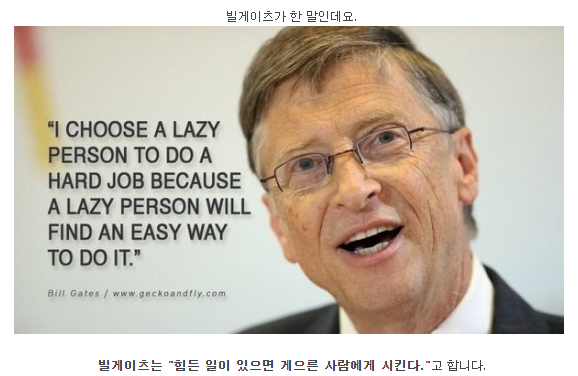 빌게이츠가 한 말인데요.
“I CHOOSE A LAZY
PERSON TO DO A
HARD JOB BECAUSE
A LAZY PERSON WILL
FIND AN EASY WAY
TO DO IT.”
Bill Gates / www.geckoandfly.com
빌게이츠는 "힘든 일이 있으면 게으른 사람에게 시킨다."고 합니다.